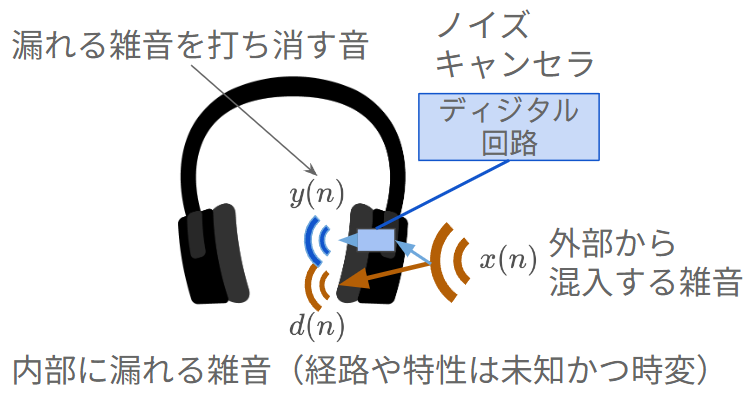 漏れる雑音を打ち消す音
ノイズ
キャンセラ
ディジタル
回路
y(n)
x(n)
外部から
混入する雑音
d(n)
内部に漏れる雑音（経路や特性は未知かつ時変）